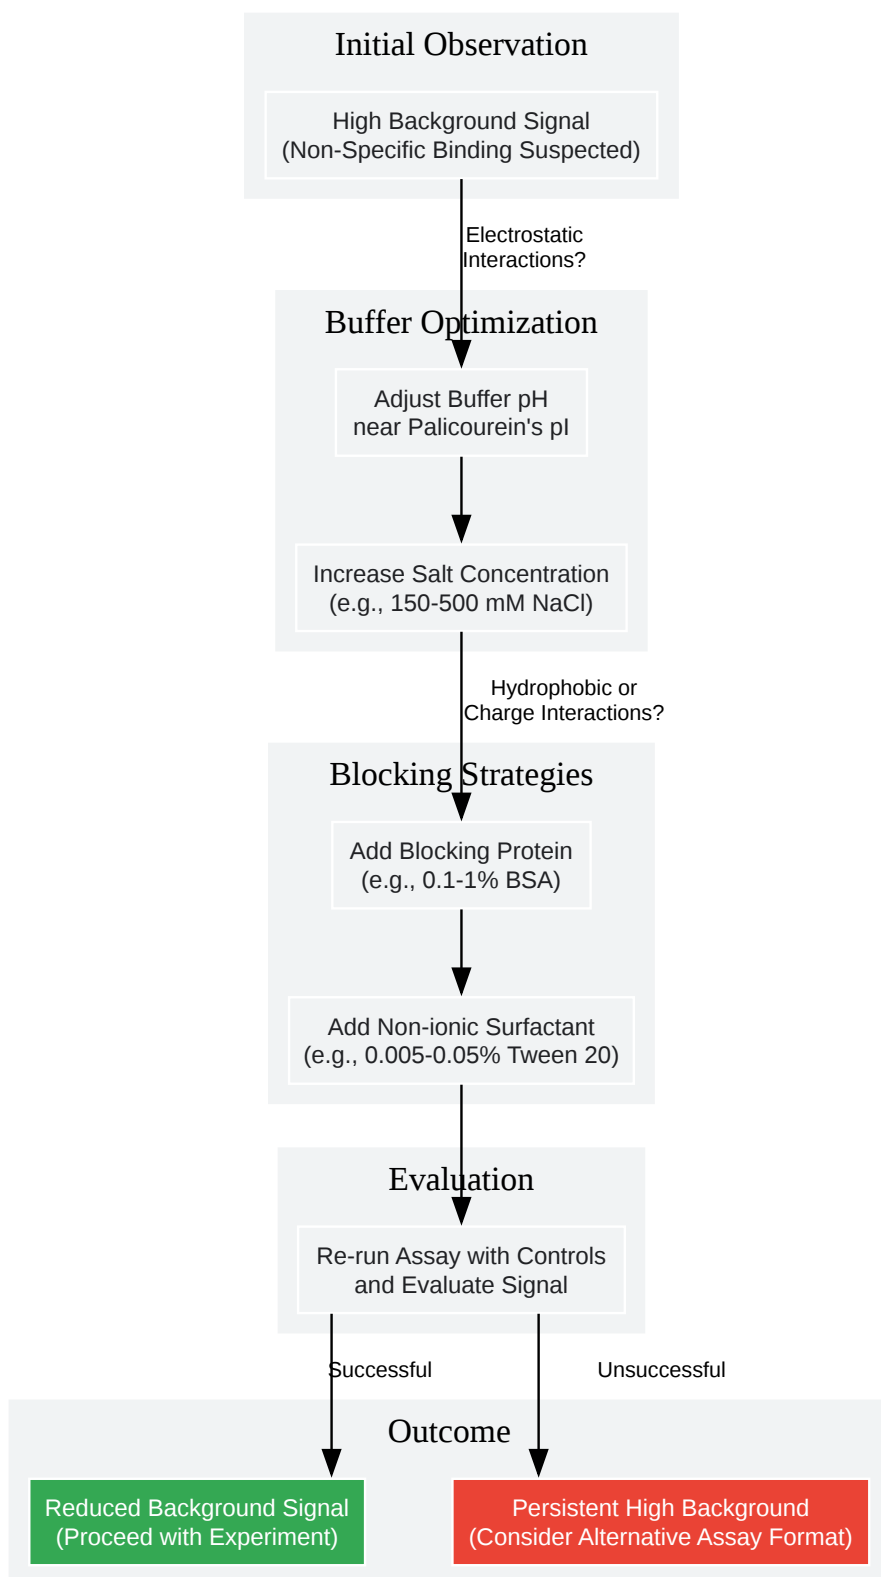 Initial Observation
High Background Signal
(Non-Specific Binding Suspected)
Electrostatic
Interactions?
Buffer Optimization
Adjust Buffer pH
near Palicourein's pI
Increase Salt Concentration
(e.g., 150-500 mM NaCl)
Hydrophobic or
Charge Interactions?
Blocking Strategies
Add Blocking Protein
(e.g., 0.1-1% BSA)
Add Non-ionic Surfactant
(e.g., 0.005-0.05% Tween 20)
Evaluation
Re-run Assay with Controls
and Evaluate Signal
Successful
Unsuccessful
Outcome
Reduced Background Signal
(Proceed with Experiment)
Persistent High Background
(Consider Alternative Assay Format)